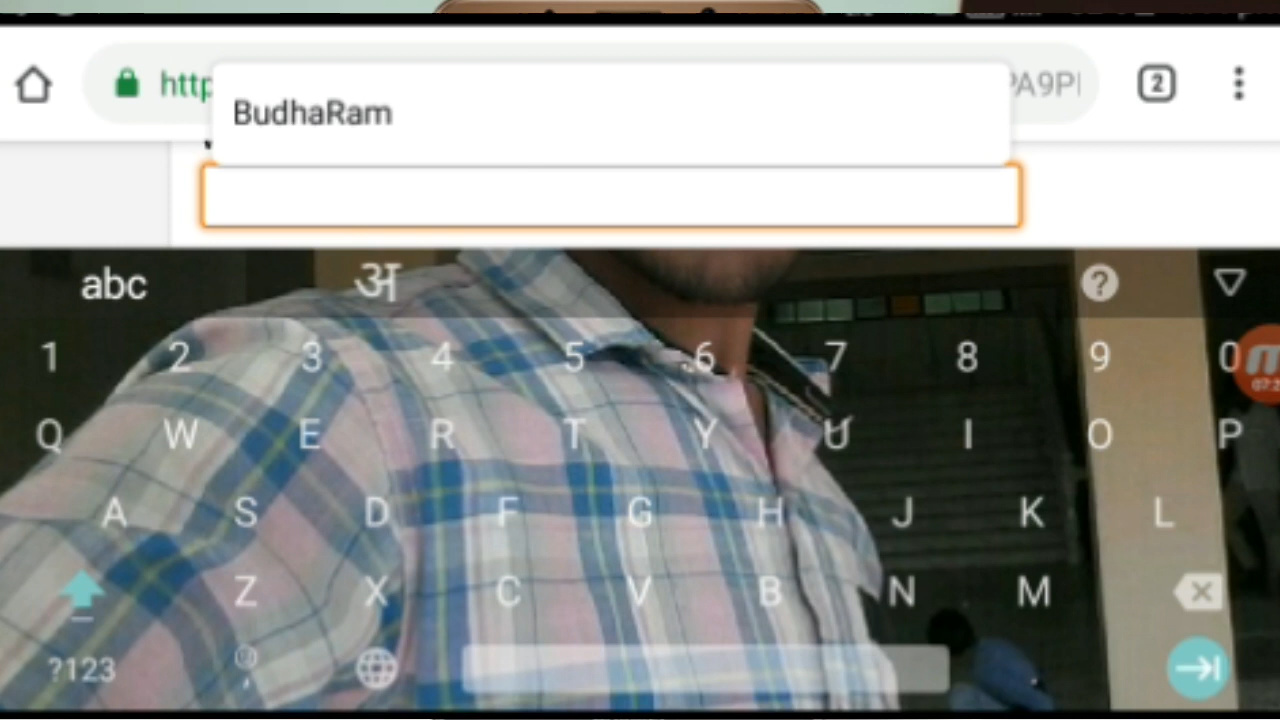 http
PA9PI
2
BudhaRam
abc अ ?
1 2 3 4 5 6 7 8 9 0
Q W E R T Y U I O P
A S D F G H J K L
Z X C V B N M
?123 ,